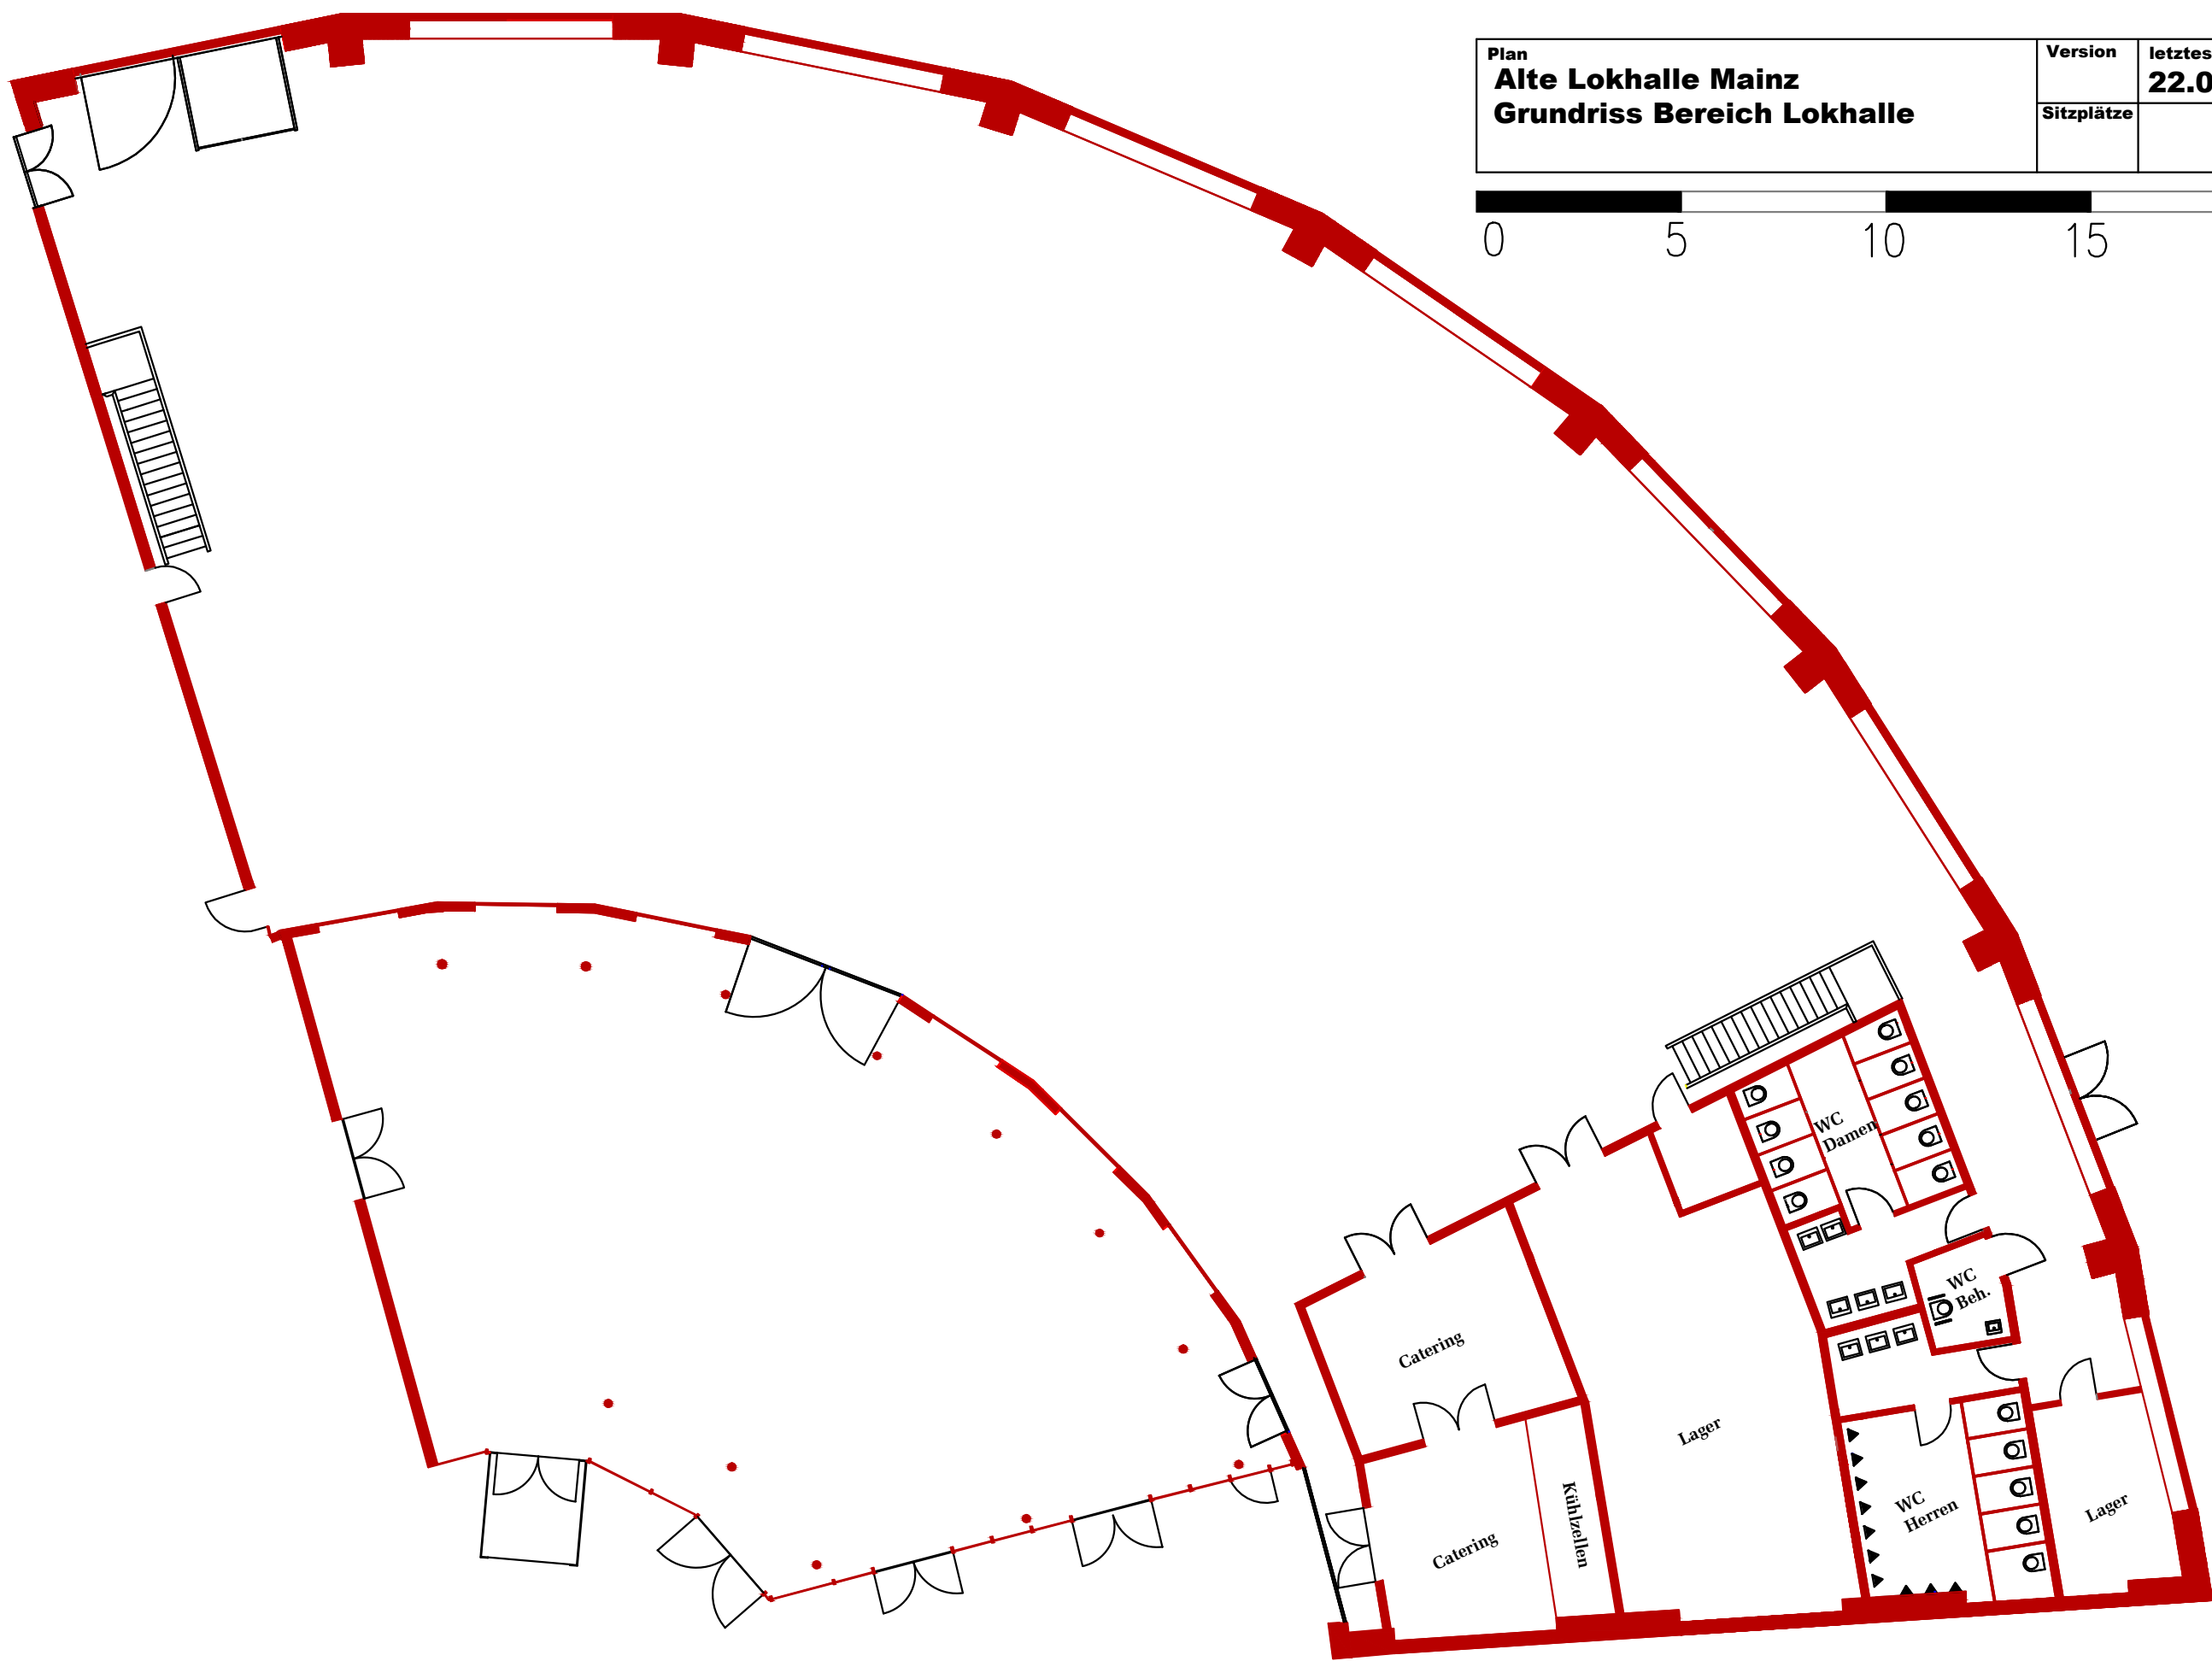 Plan
Alte Lokhalle Mainz
Grundriss Bereich Lokhalle
Version
letztes
22.0
Sitzplätze
0 5 10 15
WC
Damen
WC
Beh.
Catering
Lager
Kühlzellen
Catering
WC
Herren
Lager